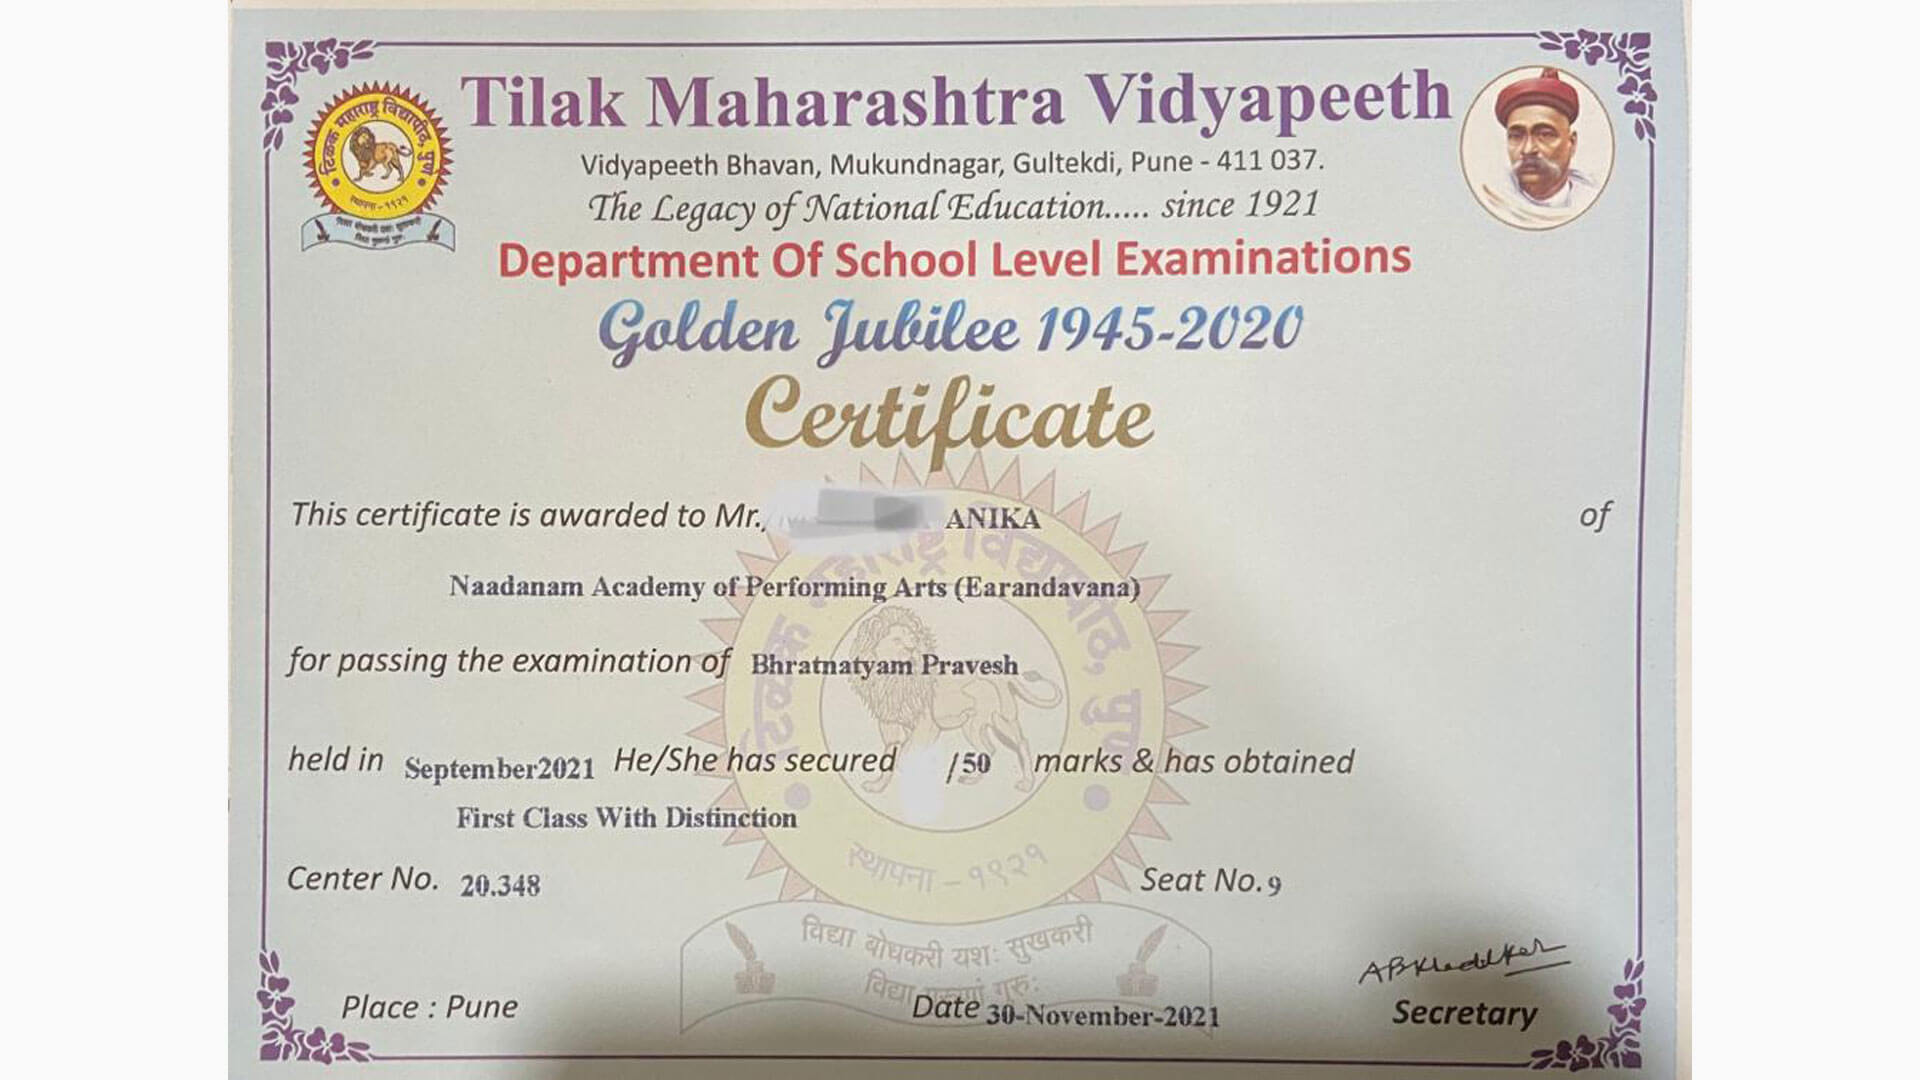 Tilak Maharashtra Vidyapeeth
टिळक महाराष्ट्र विद्यापीठ, पुणे
स्थापना - १९२१
Vidyapeeth Bhavan, Mukundnagar, Gultekdi, Pune - 411 037.
The Legacy of National Education..... since 1921
Department Of School Level Examinations
Golden Jubilee 1945-2020
Certificate
This certificate is awarded to Mr., ANIKA of
Naadanam Academy of Performing Arts (Earandavana)
for passing the examination of Bhratnatyam Pravesh
held in September2021 He/She has secured /50 marks & has obtained
First Class With Distinction
Center No. 20.348 Seat No. 9
स्थापना - १९२१
विद्या बोधकरी यशः सुखकरी
विद्या गुरुणां गुरुः
Place : Pune Date 30-November-2021 Secretary